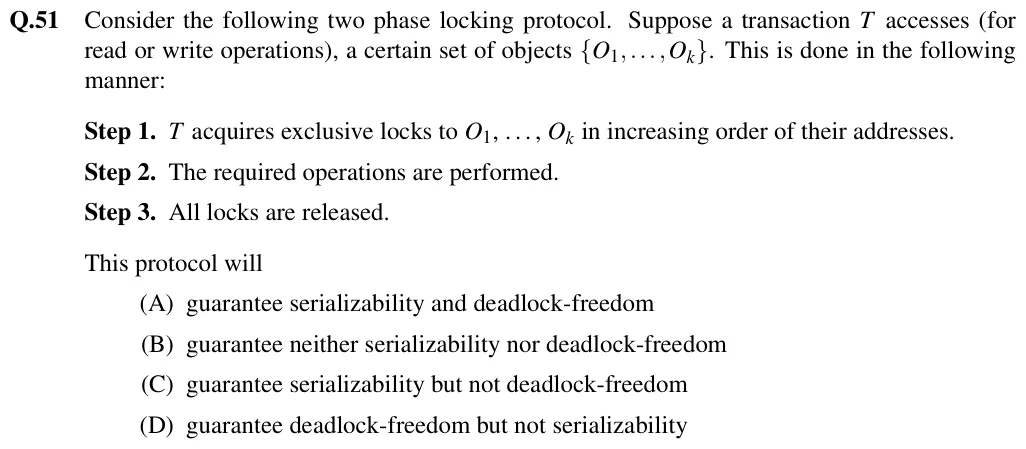 Q.51 Consider the following two phase locking protocol. Suppose a transaction T accesses (for
read or write operations), a certain set of objects {O₁,...,Oₖ}. This is done in the following
manner:
Step 1. T acquires exclusive locks to O₁, ..., Oₖ in increasing order of their addresses.
Step 2. The required operations are performed.
Step 3. All locks are released.
This protocol will
(A) guarantee serializability and deadlock-freedom
(B) guarantee neither serializability nor deadlock-freedom
(C) guarantee serializability but not deadlock-freedom
(D) guarantee deadlock-freedom but not serializability